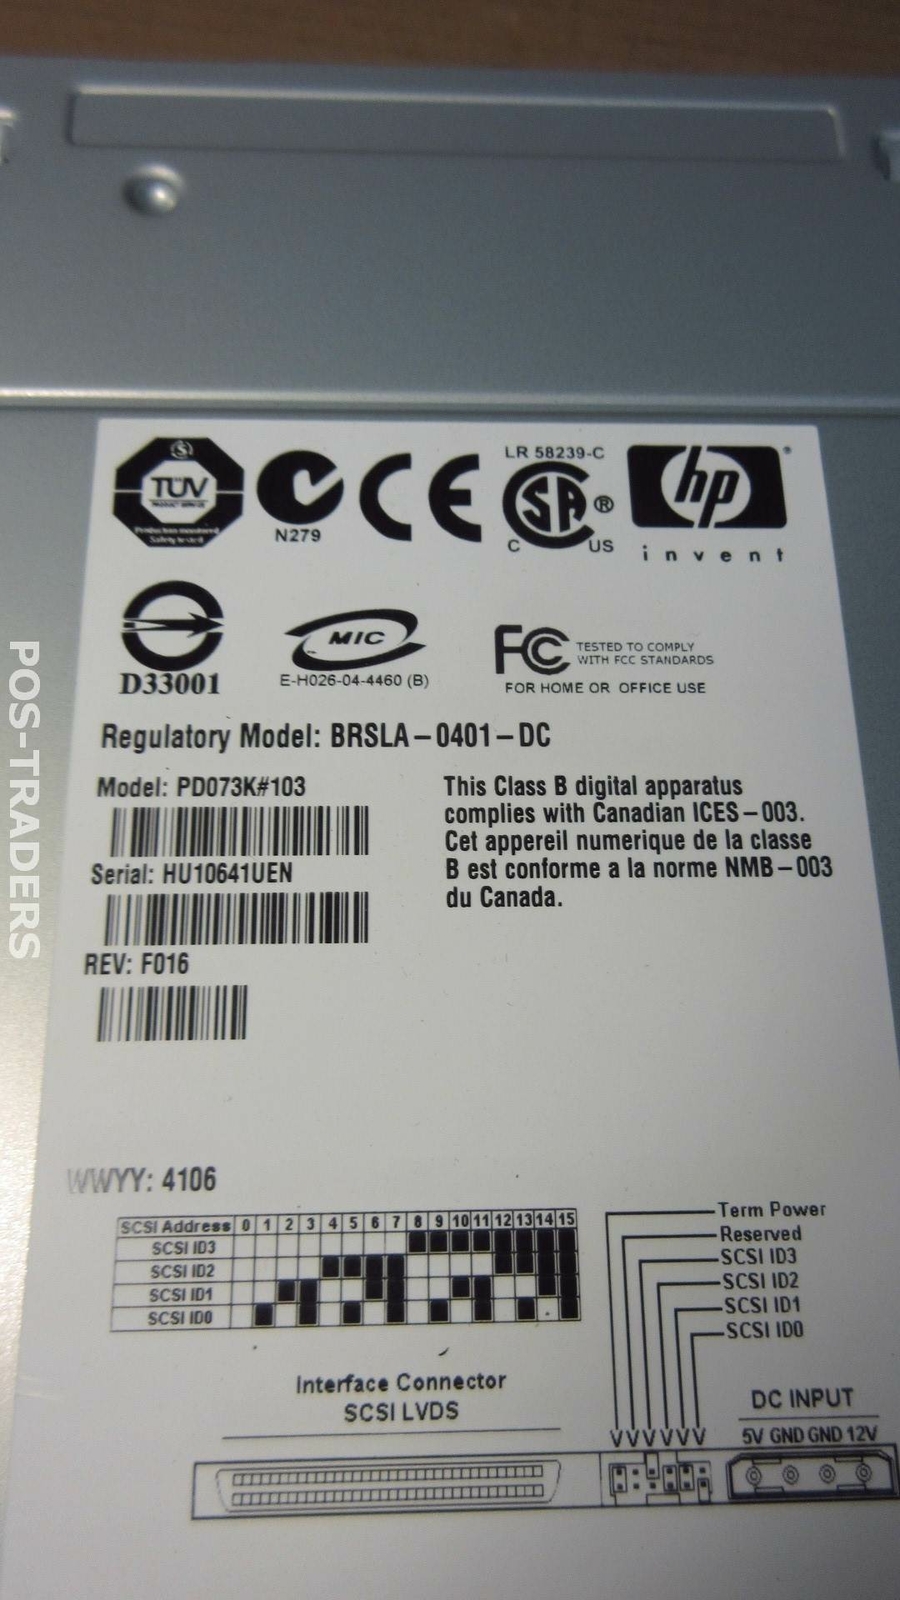 LR 58239-C
TÜV
PRODUCT SERVICE
N279
CE
SA ®
C US
hp
invent
D33001
MIC
E-H026-04-4460 (B)
FC TESTED TO COMPLY
WITH FCC STANDARDS
FOR HOME OR OFFICE USE
Regulatory Model: BRSLA-0401-DC
Model: PD073K#103
Serial: HU10641UEN
REV: F016
This Class B digital apparatus
complies with Canadian ICES-003.
Cet appereil numerique de la classe
B est conforme a la norme NMB-003
du Canada.
WWYY: 4106
SCSI Address 0 1 2 3 4 5 6 7 8 9 10 11 12 13 14 15
SCSI ID3
SCSI ID2
SCSI ID1
SCSI ID0
Term Power
Reserved
SCSI ID3
SCSI ID2
SCSI ID1
SCSI ID0
Interface Connector
SCSI LVDS
DC INPUT
5V GND GND 12V
POS-TRADERS